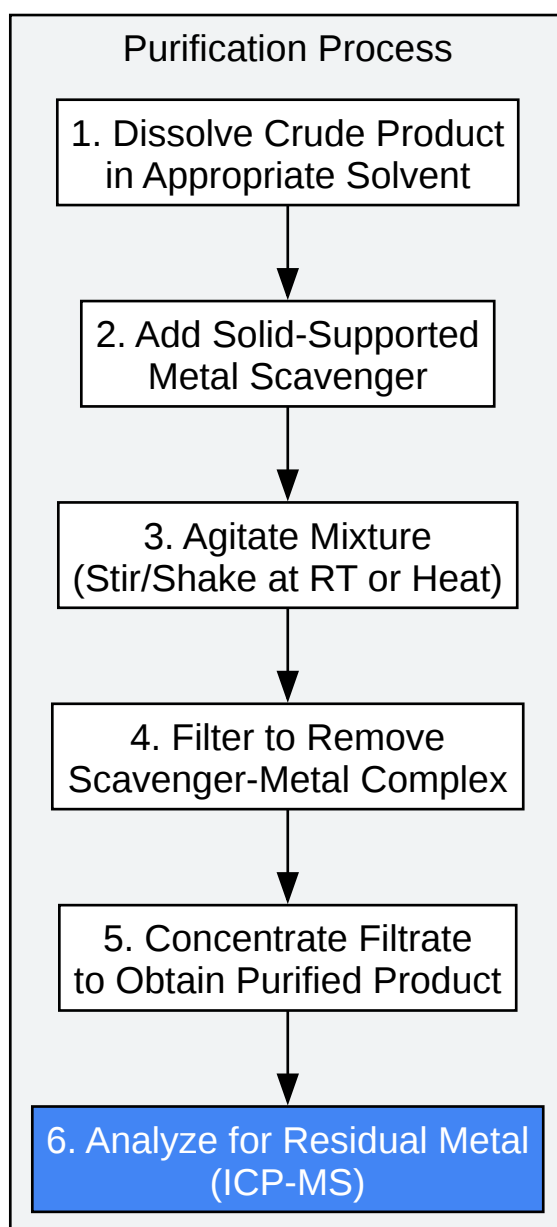 Purification Process
1. Dissolve Crude Product
in Appropriate Solvent
2. Add Solid-Supported
Metal Scavenger
3. Agitate Mixture
(Stir/Shake at RT or Heat)
4. Filter to Remove
Scavenger-Metal Complex
5. Concentrate Filtrate
to Obtain Purified Product
6. Analyze for Residual Metal
(ICP-MS)